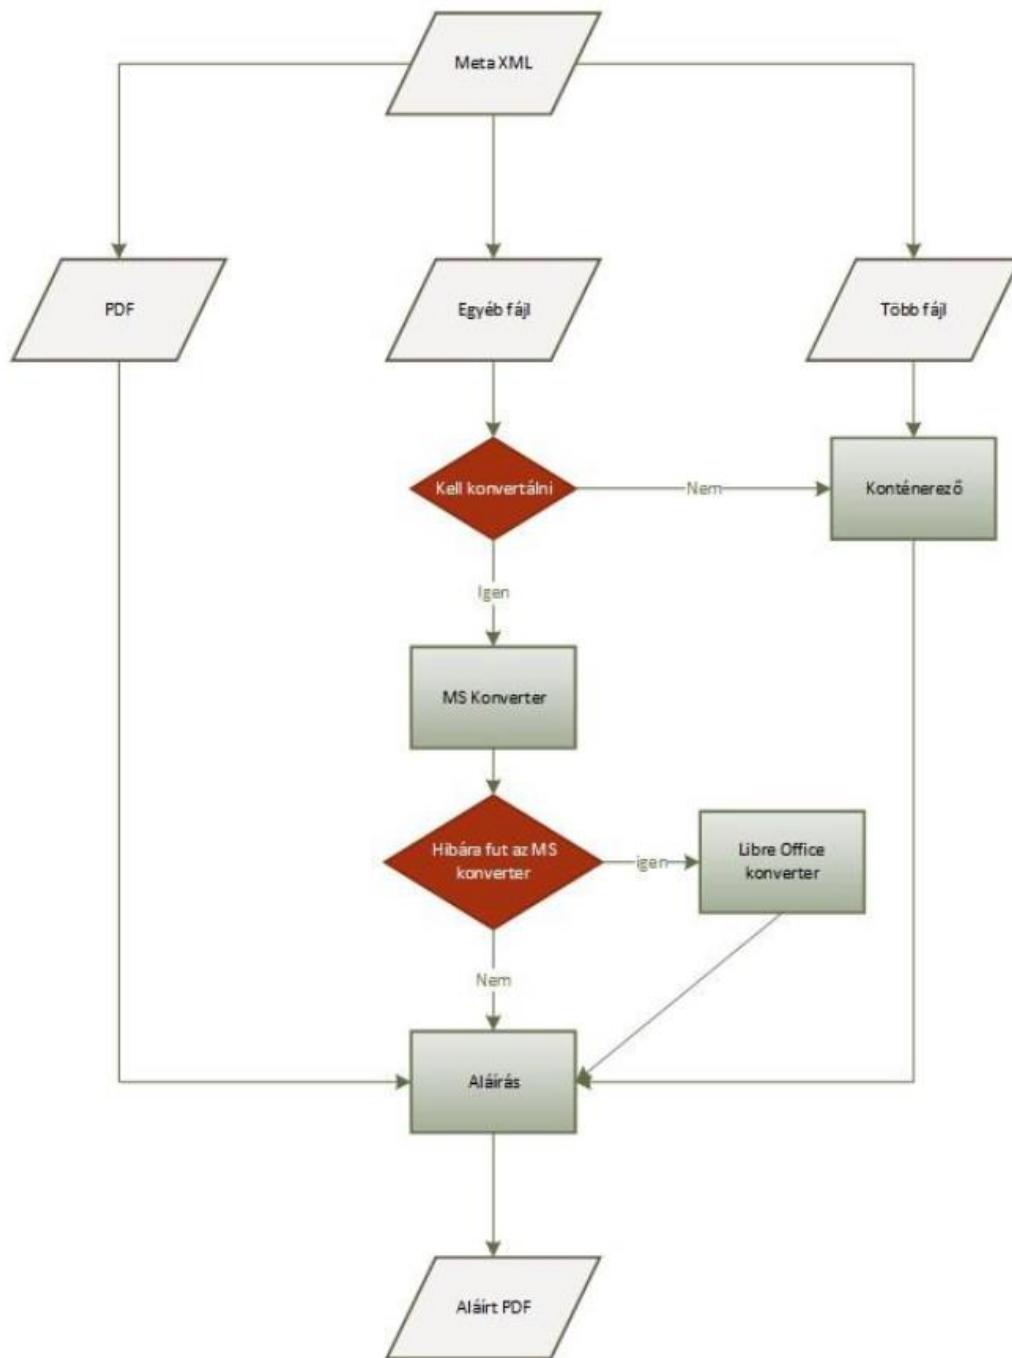 Meta XML
PDF
Egyéb fájl
Több fájl
Kell konvertálni
Nem
Konténerező
Igen
MS Konverter
Hibára fut az MS
konverter
igen
Libre Office
konverter
Nem
Aláírás
Aláírt PDF